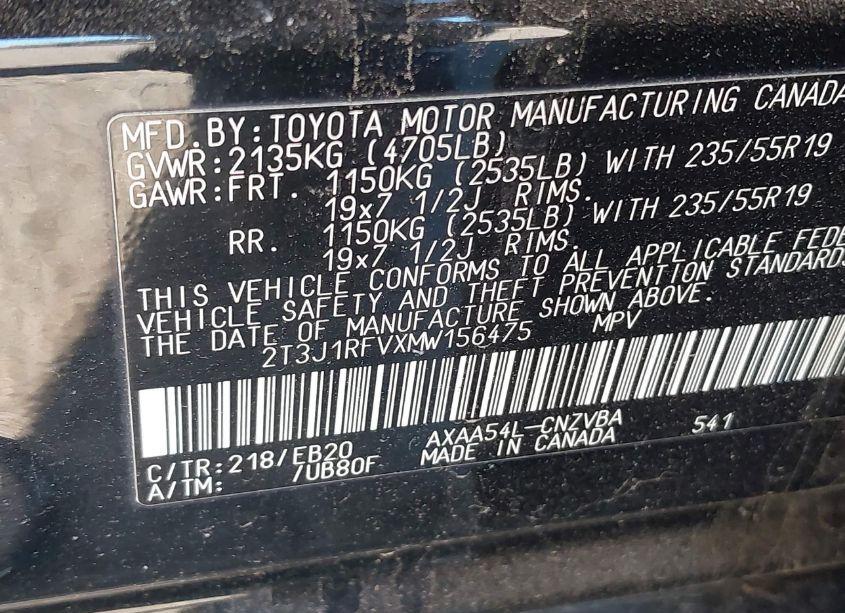 MFD.BY:TOYOTA MOTOR MANUFACTURING CANADA
GVWR:2135KG (4705LB)
GAWR:FRT. 1150KG (2535LB) WITH 235/55R19
19x7 1/2J RIMS.
RR. 1150KG (2535LB) WITH 235/55R19
19x7 1/2J RIMS.
THIS VEHICLE CONFORMS TO ALL APPLICABLE FEDE
VEHICLE SAFETY AND THEFT PREVENTION STANDARDS
THE DATE OF MANUFACTURE SHOWN ABOVE.
2T3J1RFVXMW156475 MPV
C/TR:218/EB20 AXAA54L-CNZVBA 541
A/TM: /UB80F MADE IN CANADA